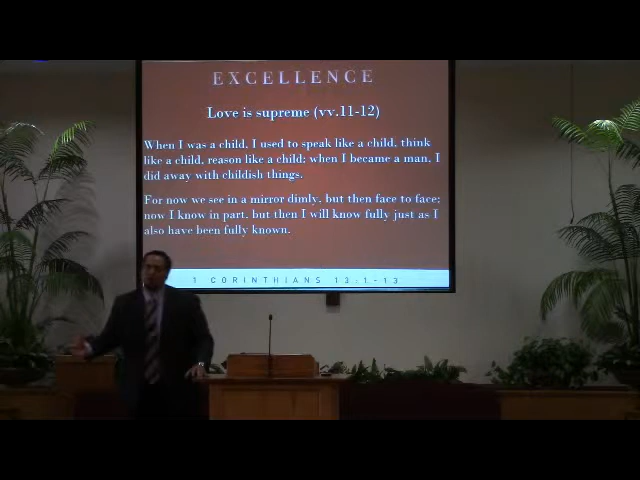 EXCELLENCE
Love is supreme (vv.11-12)
When I was a child, I used to speak like a child, think
like a child, reason like a child; when I became a man, I
did away with childish things.
For now we see in a mirror dimly, but then face to face;
now I know in part, but then I will know fully just as I
also have been fully known.
1 CORINTHIANS 13:1-13